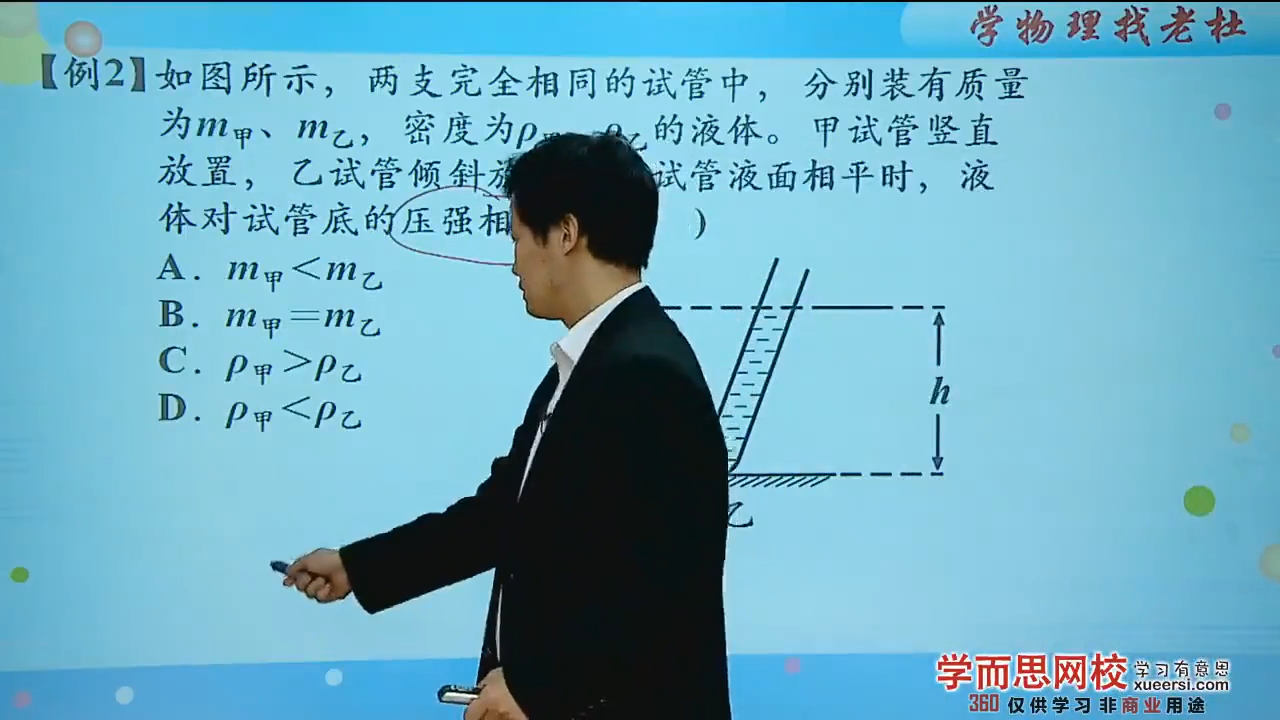 学物理找老杜
【例2】如图所示，两支完全相同的试管中，分别装有质量
为m甲、m乙，密度为ρ 乙的液体。甲试管竖直
放置，乙试管倾斜 试管液面相平时，液
体对试管底的压强相 )
A. m甲＜m乙
B. m甲＝m乙
C. ρ甲＞ρ乙
D. ρ甲＜ρ乙
h
乙
学而思网校 学习有意思
xueersi.com
360 仅供学习 非商业用途